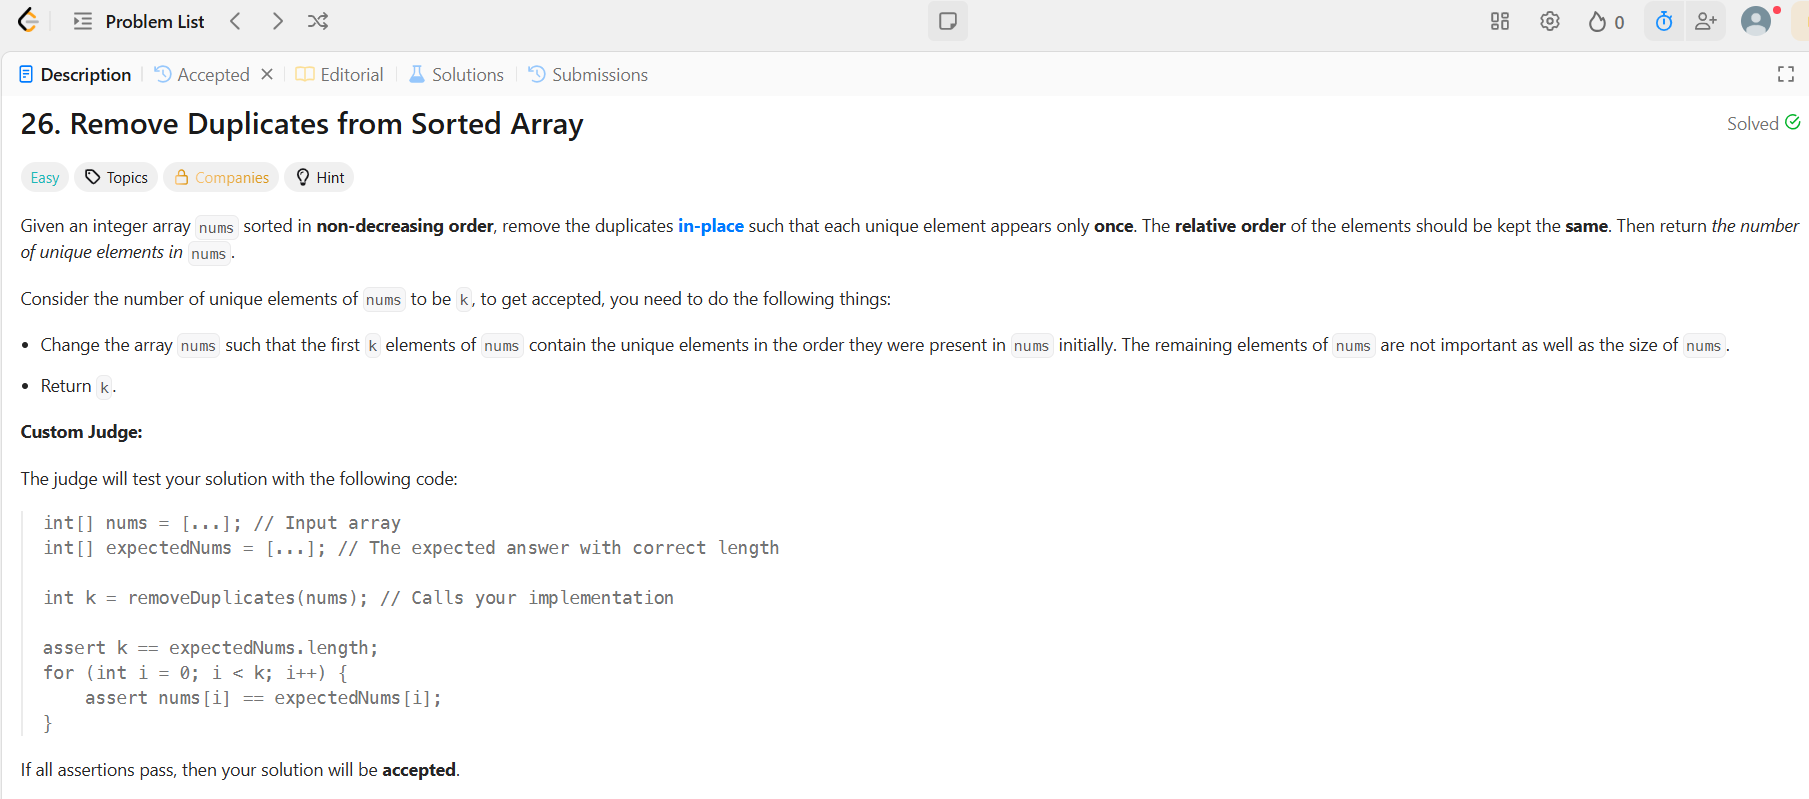 Problem List
0
Description
Accepted
Editorial
Solutions
Submissions
26. Remove Duplicates from Sorted Array
Solved
Easy
Topics
Companies
Hint
Given an integer array nums sorted in non-decreasing order, remove the duplicates in-place such that each unique element appears only once. The relative order of the elements should be kept the same. Then return the number
of unique elements in nums.
Consider the number of unique elements of nums to be k, to get accepted, you need to do the following things:
• Change the array nums such that the first k elements of nums contain the unique elements in the order they were present in nums initially. The remaining elements of nums are not important as well as the size of nums.
• Return k.
Custom Judge:
The judge will test your solution with the following code:
int[] nums = [...]; // Input array
int[] expectedNums = [...]; // The expected answer with correct length
int k = removeDuplicates(nums); // Calls your implementation
assert k == expectedNums.length;
for (int i = 0; i < k; i++) {
    assert nums[i] == expectedNums[i];
}
If all assertions pass, then your solution will be accepted.